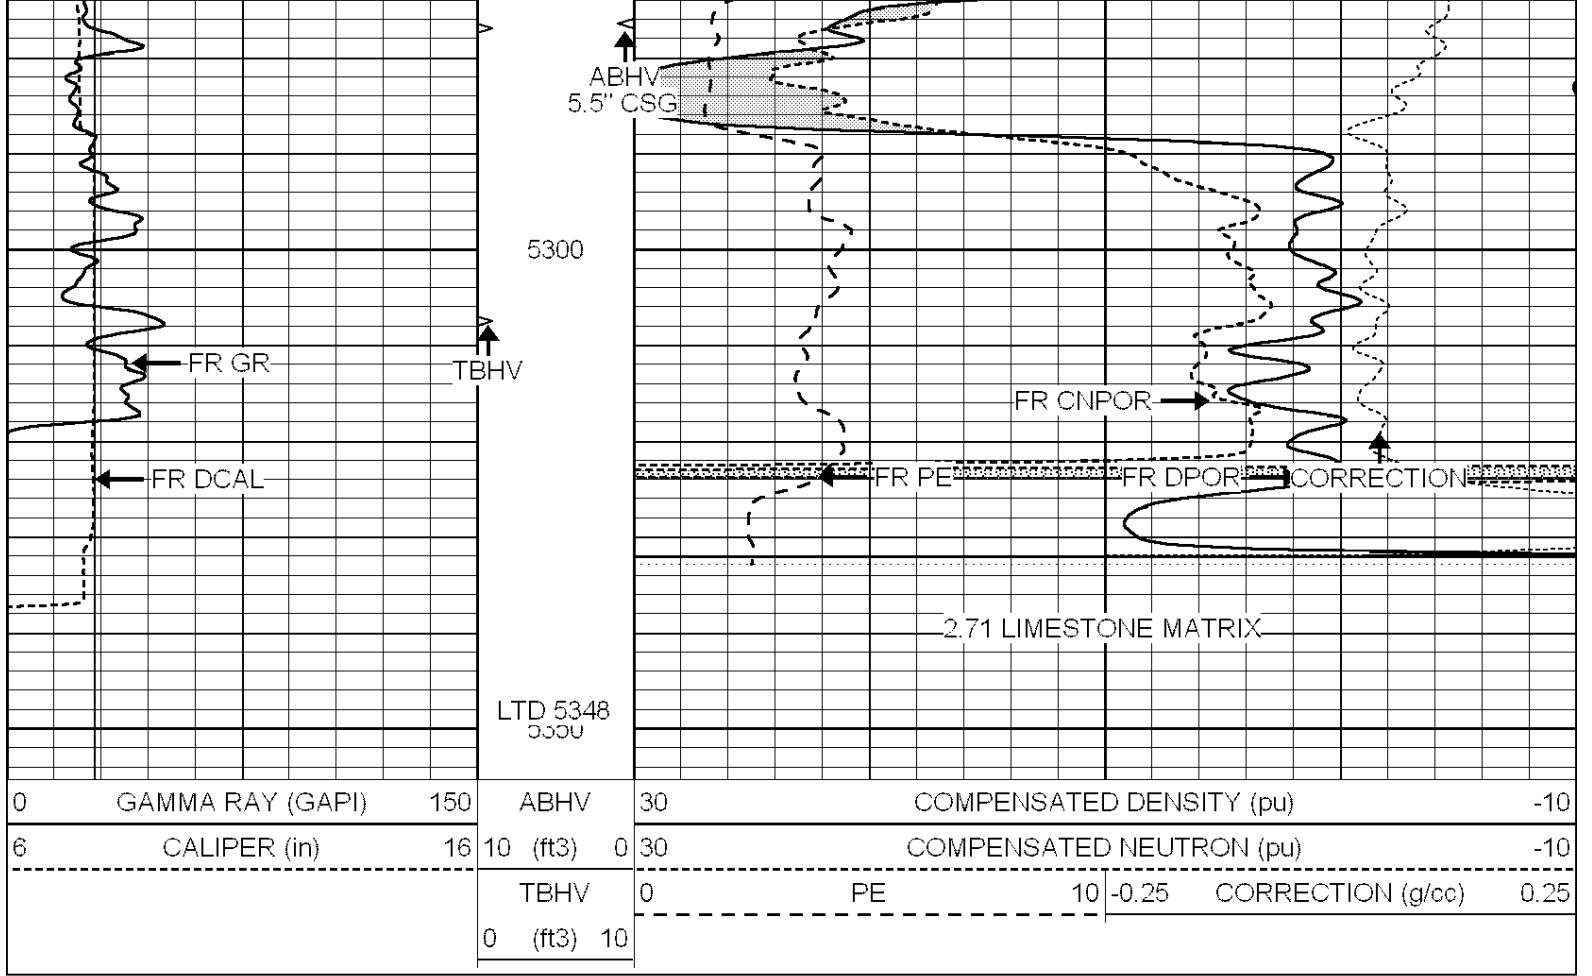 ABHV
5.5" CSG
5300
FR GR
TBHV
FR CNPOR
FR DCAL
FR PE
FR DPOR
CORRECTION
2.71 LIMESTONE MATRIX
LTD 5348
5350
0 GAMMA RAY (GAPI) 150
ABHV
30 COMPENSATED DENSITY (pu) -10
6 CALIPER (in) 16
10 (ft3) 0
30 COMPENSATED NEUTRON (pu) -10
TBHV
0 PE 10
-0.25 CORRECTION (g/cc) 0.25
0 (ft3) 10